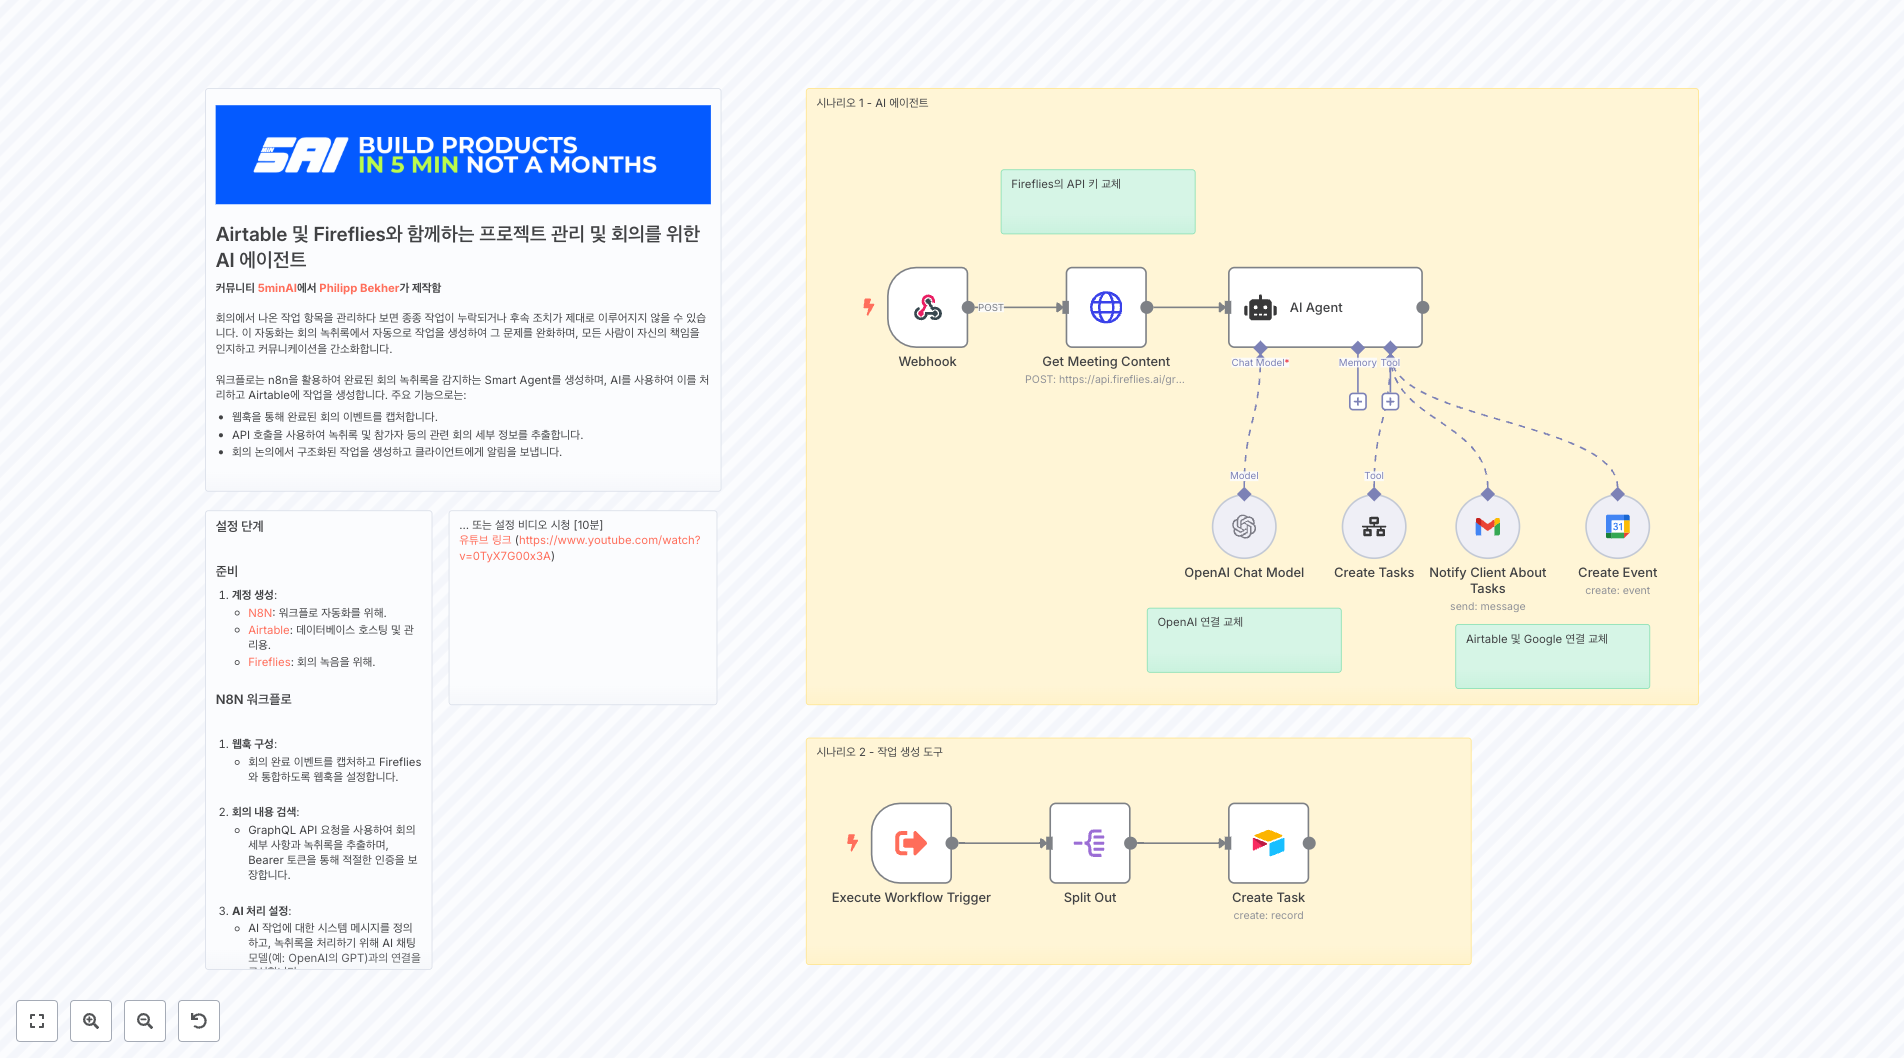 5AI MIN BUILD PRODUCTS
IN 5 MIN NOT A MONTHS
Airtable 및 Fireflies와 함께하는 프로젝트 관리 및 회의를 위한
AI 에이전트
커뮤니티 5minAI에서 Philipp Bekher가 제작함
회의에서 나온 작업 항목을 관리하다 보면 종종 작업이 누락되거나 후속 조치가 제대로 이루어지지 않을 수 있습
니다. 이 자동화는 회의 녹취록에서 자동으로 작업을 생성하여 그 문제를 완화하며, 모든 사람이 자신의 책임을
인지하고 커뮤니케이션을 간소화합니다.
워크플로는 n8n을 활용하여 완료된 회의 녹취록을 감지하는 Smart Agent를 생성하며, AI를 사용하여 이를 처
리하고 Airtable에 작업을 생성합니다. 주요 기능으로는:
웹훅을 통해 완료된 회의 이벤트를 캡처합니다.
API 호출을 사용하여 녹취록 및 참가자 등의 관련 회의 세부 정보를 추출합니다.
회의 논의에서 구조화된 작업을 생성하고 클라이언트에게 알림을 보냅니다.
설정 단계
준비
1. 계정 생성:
N8N: 워크플로 자동화를 위해.
Airtable: 데이터베이스 호스팅 및 관
리용.
Fireflies: 회의 녹음을 위해.
N8N 워크플로
1. 웹훅 구성:
회의 완료 이벤트를 캡처하고 Fireflies
와 통합하도록 웹훅을 설정합니다.
2. 회의 내용 검색:
GraphQL API 요청을 사용하여 회의
세부 사항과 녹취록을 추출하며,
Bearer 토큰을 통해 적절한 인증을 보
장합니다.
3. AI 처리 설정:
AI 작업에 대한 시스템 메시지를 정의
하고, 녹취록을 처리하기 위해 AI 채팅
모델(예: OpenAI의 GPT)과의 연결을
... 또는 설정 비디오 시청 [10분]
유튜브 링크 (https://www.youtube.com/watch?
v=0TyX7G00x3A)
시나리오 1 - AI 에이전트
Fireflies의 API 키 교체
POST
AI Agent
Webhook
Get Meeting Content
POST: https://api.fireflies.ai/gr...
Chat Model*
Memory
Tool
Model
Tool
OpenAI Chat Model
Create Tasks
Notify Client About
Tasks
send: message
31
Create Event
create: event
OpenAI 연결 교체
Airtable 및 Google 연결 교체
시나리오 2 - 작업 생성 도구
Execute Workflow Trigger
Split Out
Create Task
create: record